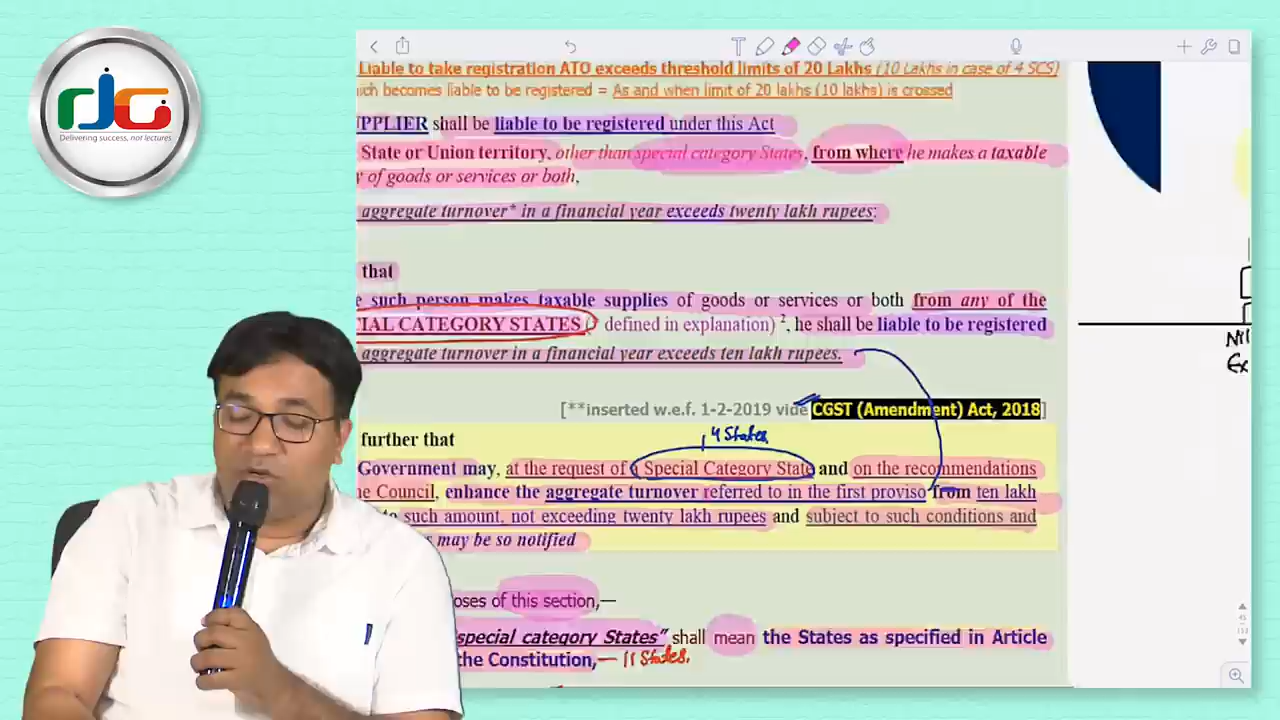 Delivering success, not lectures
Liable to take registration ATO exceeds threshold limits of 20 Lakhs (10 Lakhs in case of 4 SCS)
ch becomes liable to be registered = As and when limit of 20 lakhs (10 lakhs) is crossed
UPPLIER shall be liable to be registered under this Act
State or Union territory, other than special category States, from where he makes a taxable
y of goods or services or both,
aggregate turnover* in a financial year exceeds twenty lakh rupees:
that
such person makes taxable supplies of goods or services or both from any of the
IAL CATEGORY STATES (* defined in explanation) 2, he shall be liable to be registered
aggregate turnover in a financial year exceeds ten lakh rupees.
[**inserted w.e.f. 1-2-2019 vide CGST (Amendment) Act, 2018]
4 States
further that
Government may, at the request of a Special Category State and on the recommendations
Council, enhance the aggregate turnover referred to in the first proviso from ten lakh
such amount, not exceeding twenty lakh rupees and subject to such conditions and
may be so notified
oses of this section,—
special category States" shall mean the States as specified in Article
the Constitution,— 11 States.